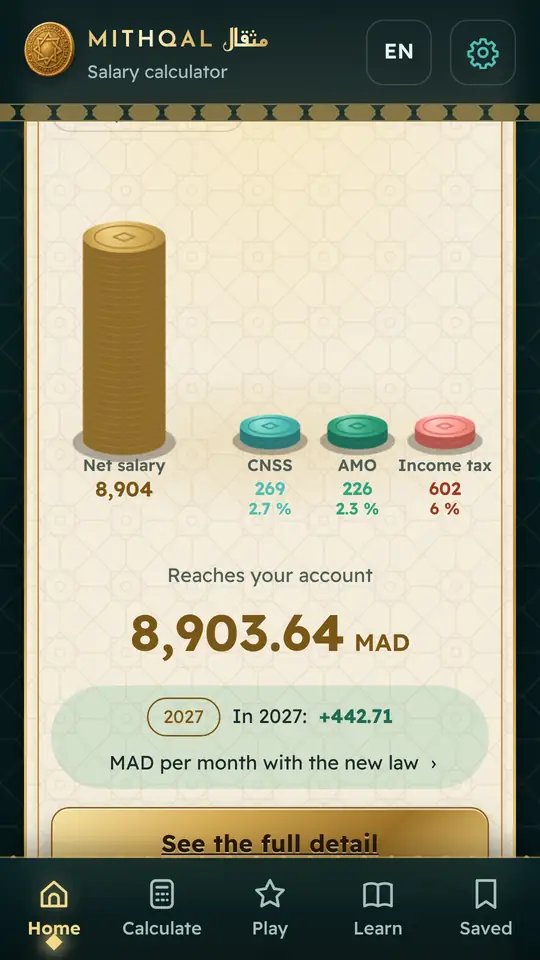 MITHQAL مثقال
Salary calculator
EN
Net salary
8,904
CNSS
269
2.7 %
AMO
226
2.3 %
Income tax
602
6 %
Reaches your account
8,903.64 MAD
2027 In 2027: +442.71
MAD per month with the new law ›
See the full detail
Home
Calculate
Play
Learn
Saved